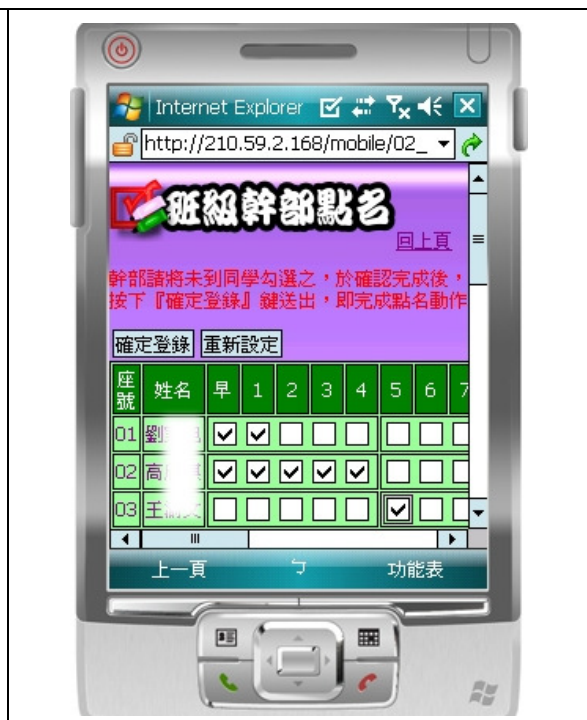 Internet Explorer
http://210.59.2.168/mobile/02_
班級幹部點名
回上頁
幹部請將未到同學勾選之，於確認完成後，
按下『確定登錄』鍵送出，即完成點名動作
確定登錄 重新設定
座號 姓名 早 1 2 3 4 5 6 7
01 劉
02 高
03 王
上一頁 ㄅ 功能表